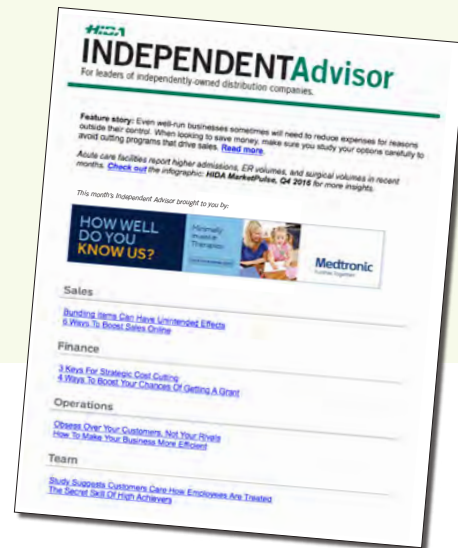 HIDA
INDEPENDENTAdvisor
For leaders of independently-owned distribution companies.
Feature story: Even well-run businesses sometimes will need to reduce expenses for reasons
outside their control. When looking to save money, make sure you study your options carefully to
avoid cutting programs that drive sales. Read more.
Acute care facilities report higher admissions, ER volumes, and surgical volumes in recent
months. Check out the infographic: HIDA MarketPulse, Q4 2016 for more insights.
This month's Independent Advisor brought to you by:
HOW WELL
DO YOU
KNOW US?
Minimally
Invasive
Therapies
Medtronic
Further, Together
Sales
Bundling Items Can Have Unintended Effects
6 Ways To Boost Sales Online
Finance
3 Keys For Strategic Cost Cutting
4 Ways To Boost Your Chances Of Getting A Grant
Operations
Obsess Over Your Customers, Not Your Rivals
How To Make Your Business More Efficient
Team
Study Suggests Customers Care How Employees Are Treated
The Secret Skill Of High Achievers